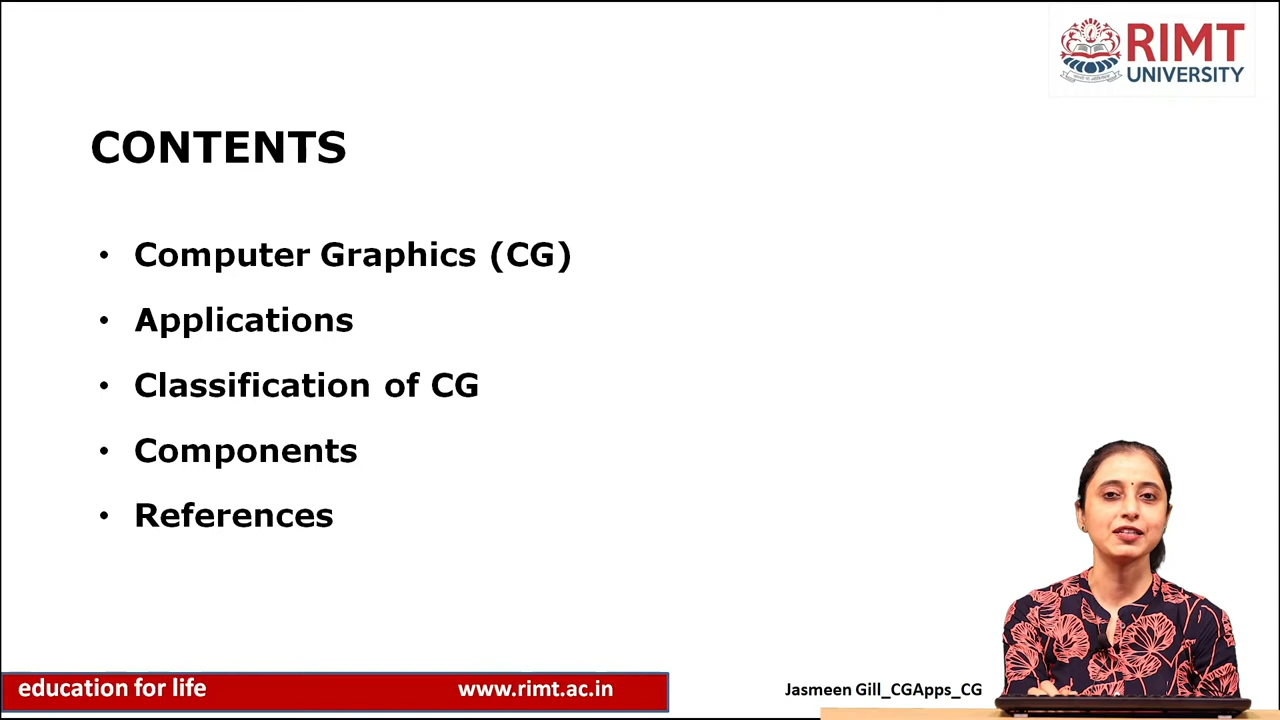 RIMT
UNIVERSITY
CONTENTS
• Computer Graphics (CG)
• Applications
• Classification of CG
• Components
• References
education for life
www.rimt.ac.in
Jasmeen Gill_CGApps_CG